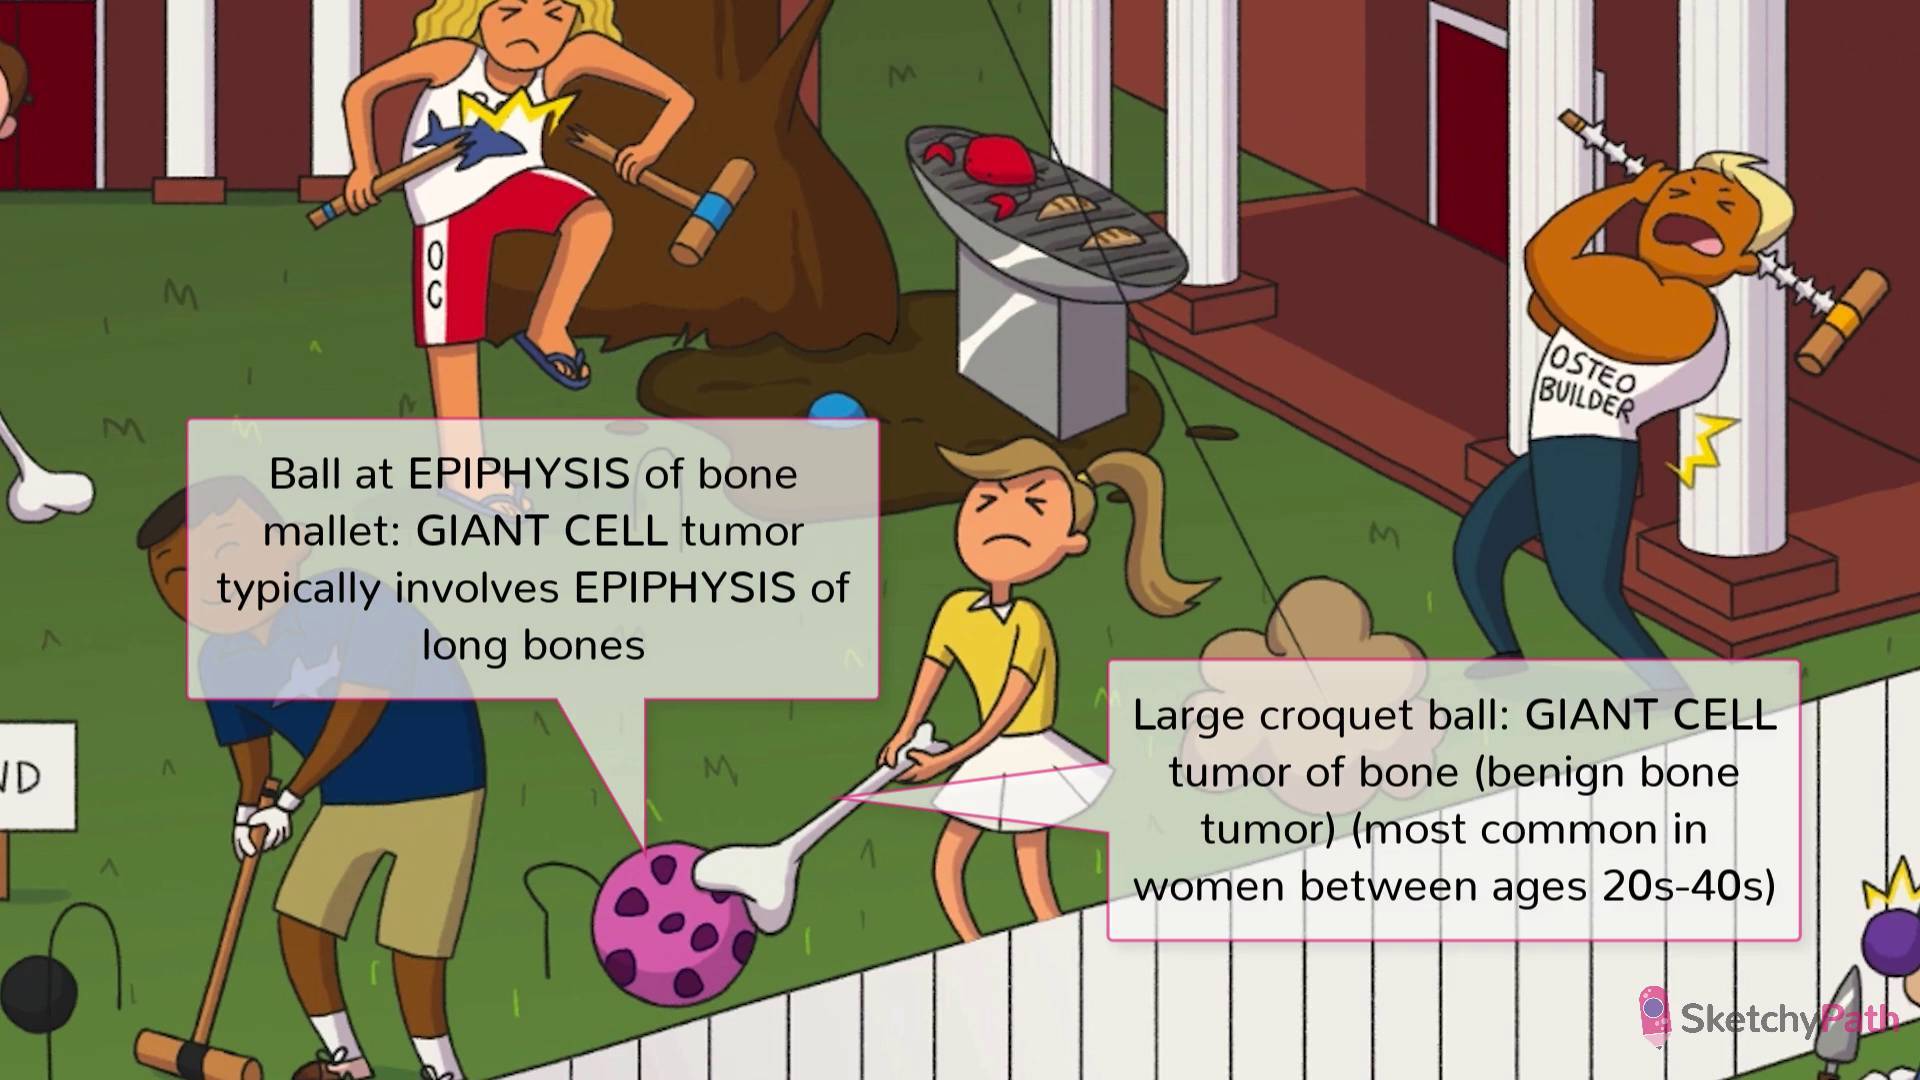 O
C
OSTEO
BUILDER
Ball at EPIPHYSIS of bone
mallet: GIANT CELL tumor
typically involves EPIPHYSIS of
long bones
Large croquet ball: GIANT CELL
tumor of bone (benign bone
tumor) (most common in
women between ages 20s-40s)
ND
SketchyPath